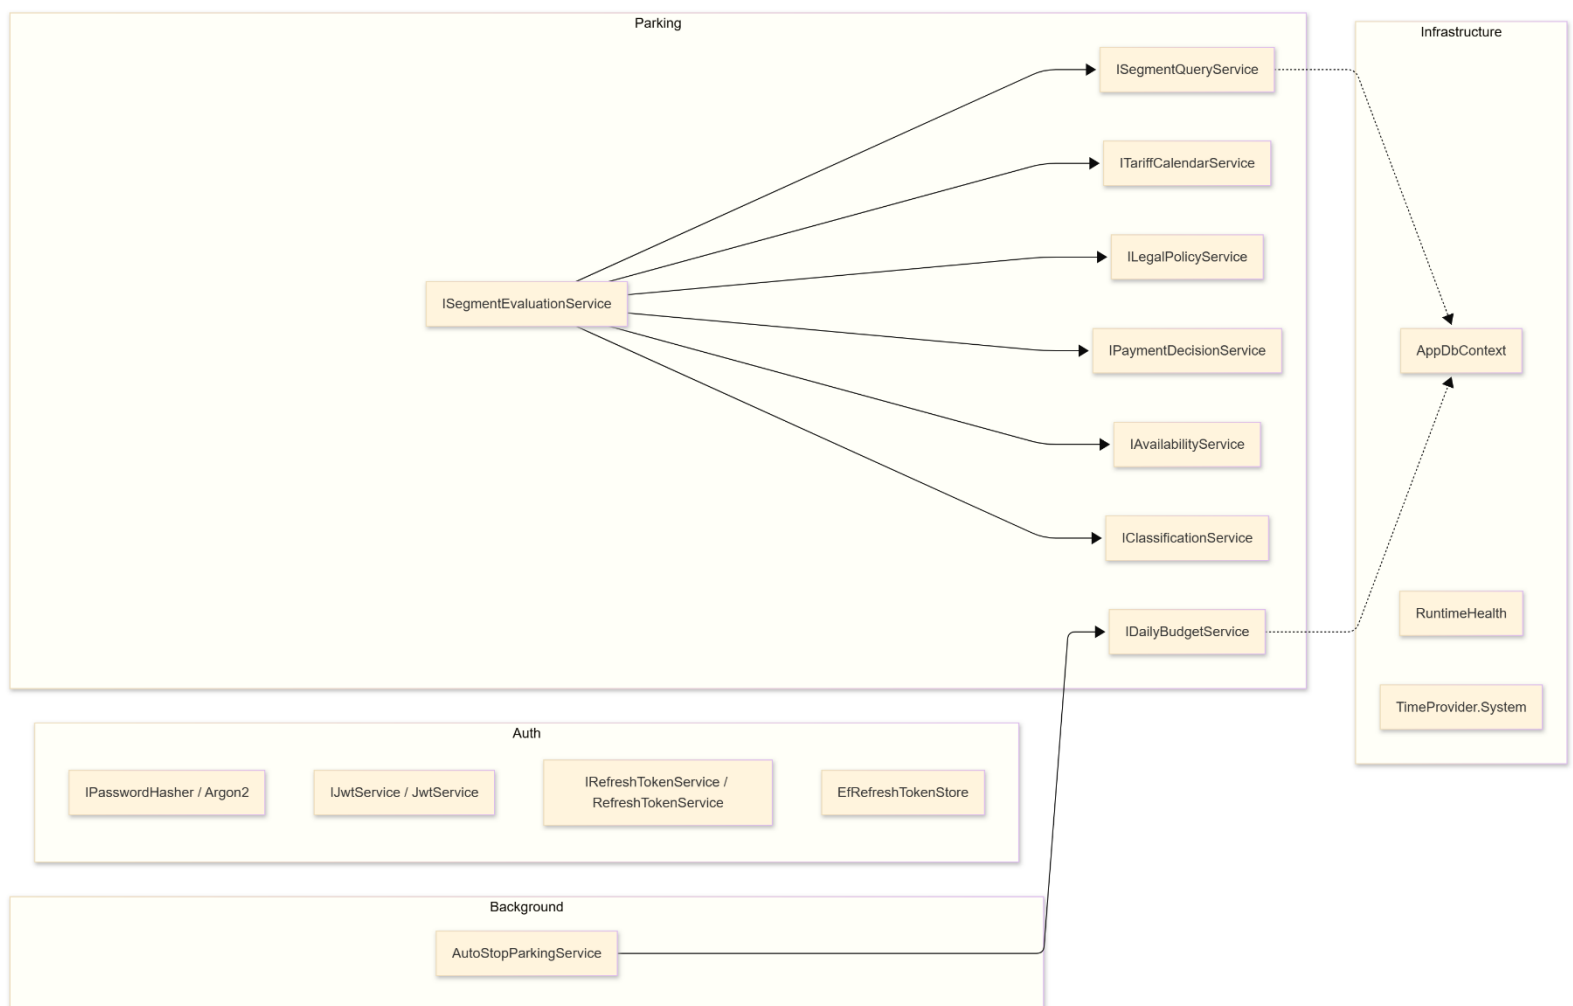 Parking
ISegmentQueryService
ITariffCalendarService
ILegalPolicyService
ISegmentEvaluationService
IPaymentDecisionService
IAvailabilityService
IClassificationService
IDailyBudgetService
Infrastructure
AppDbContext
RuntimeHealth
TimeProvider.System
Auth
IPasswordHasher / Argon2
IJwtService / JwtService
IRefreshTokenService /
RefreshTokenService
EfRefreshTokenStore
Background
AutoStopParkingService